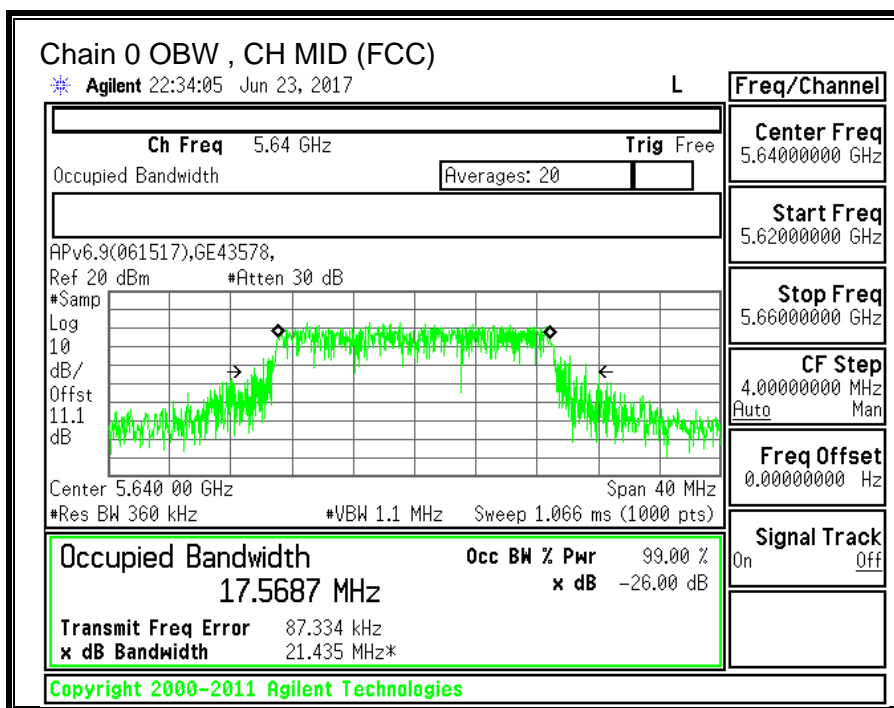 Chain 0 OBW , CH MID (FCC)
Agilent 22:34:05 Jun 23, 2017 L
Freq/Channel
Ch Freq 5.64 GHz Trig Free
Occupied Bandwidth Averages: 20
Center Freq
5.64000000 GHz
Start Freq
5.62000000 GHz
Stop Freq
5.66000000 GHz
CF Step
4.00000000 MHz
Auto Man
Freq Offset
0.00000000 Hz
Signal Track
On Off
APv6.9(061517),GE43578,
Ref 20 dBm #Atten 30 dB
#Samp
Log
10
dB/
Offst
11.1
dB
Center 5.640 00 GHz Span 40 MHz
#Res BW 360 kHz #VBW 1.1 MHz Sweep 1.066 ms (1000 pts)
Occupied Bandwidth Occ BW % Pwr 99.00 %
17.5687 MHz x dB -26.00 dB
Transmit Freq Error 87.334 kHz
x dB Bandwidth 21.435 MHz*
Copyright 2000-2011 Agilent Technologies